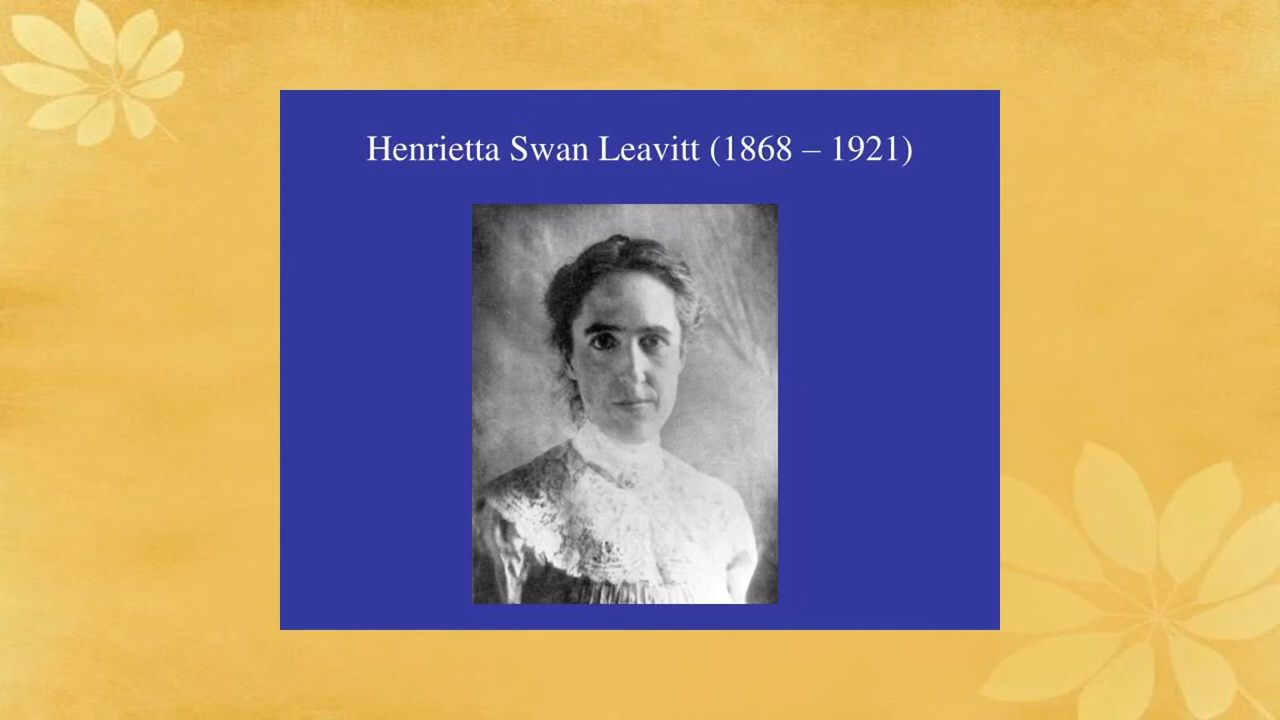 Henrietta Swan Leavitt (1868 – 1921)